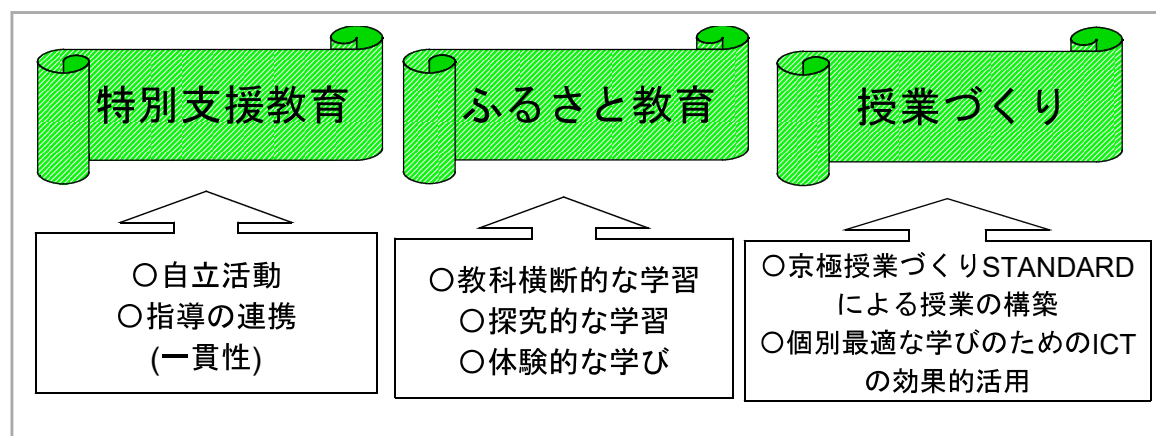 特別支援教育
○自立活動
○指導の連携
(一貫性)
ふるさと教育
○教科横断的な学習
○探究的な学習
○体験的な学び
授業づくり
○京極授業づくりSTANDARD
による授業の構築
○個別最適な学びのためのICT
の効果的活用